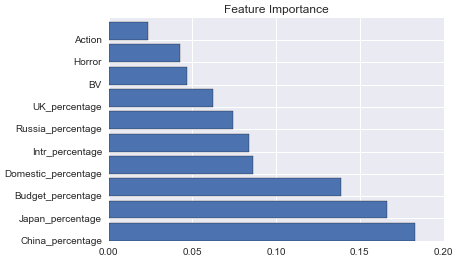 Feature Importance
Action
Horror
BV
UK_percentage
Russia_percentage
Intr_percentage
Domestic_percentage
Budget_percentage
Japan_percentage
China_percentage
0.00 0.05 0.10 0.15 0.20